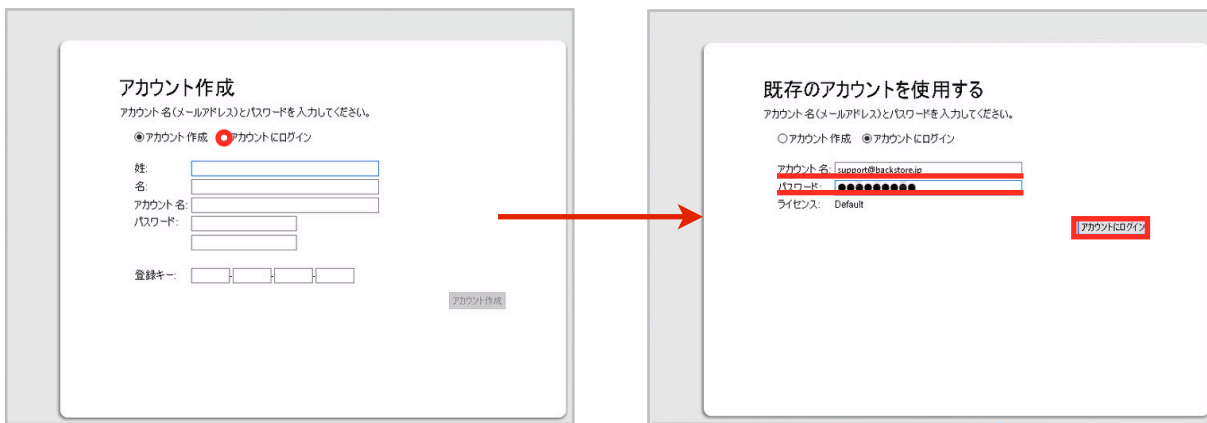 アカウント作成
アカウント名(メールアドレス)とパスワードを入力してください。
アカウント作成 アカウントにログイン
姓:
名:
アカウント名:
パスワード:
登録キー: - - -
アカウント作成
既存のアカウントを使用する
アカウント名(メールアドレス)とパスワードを入力してください。
アカウント作成 アカウントにログイン
アカウント名: support@backstore.jp
パスワード: ●●●●●●●●●
ライセンス: Default
アカウントにログイン